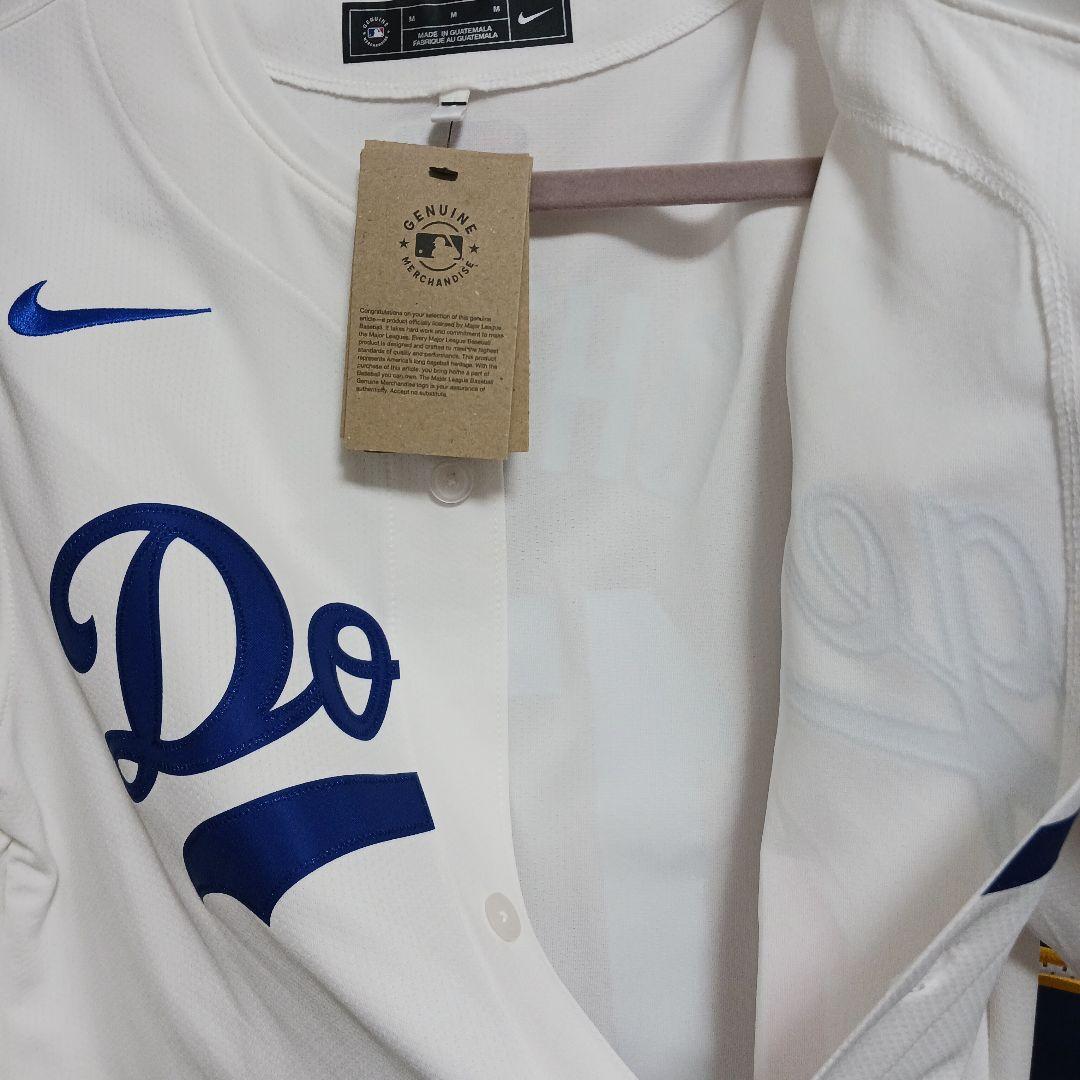 GENUINE
MERCHANDISE
M M M
MADE IN GUATEMALA
FABRIQUÉ AU GUATEMALA
GENUINE
MERCHANDISE
Congratulations on your selection of this genuine
article—a product officially licensed by Major League
Baseball. It takes hard work and commitment to make
the Major Leagues. Every Major League Baseball
product is designed and crafted to meet the highest
standards of quality and performance. This product
represents America's long baseball heritage. With the
purchase of this article, you bring home a part of
Baseball you can own. The Major League Baseball
Genuine Merchandise logo is your assurance of
authenticity. Accept no substitute.
Do